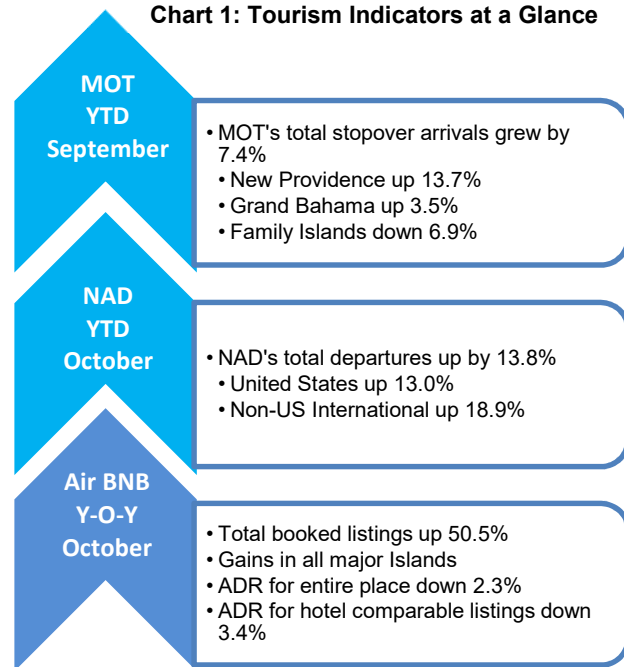 Chart 1: Tourism Indicators at a Glance
MOT
YTD
September
• MOT's total stopover arrivals grew by
7.4%
• New Providence up 13.7%
• Grand Bahama up 3.5%
• Family Islands down 6.9%
NAD
YTD
October
• NAD's total departures up by 13.8%
• United States up 13.0%
• Non-US International up 18.9%
Air BNB
Y-O-Y
October
• Total booked listings up 50.5%
• Gains in all major Islands
• ADR for entire place down 2.3%
• ADR for hotel comparable listings down
3.4%